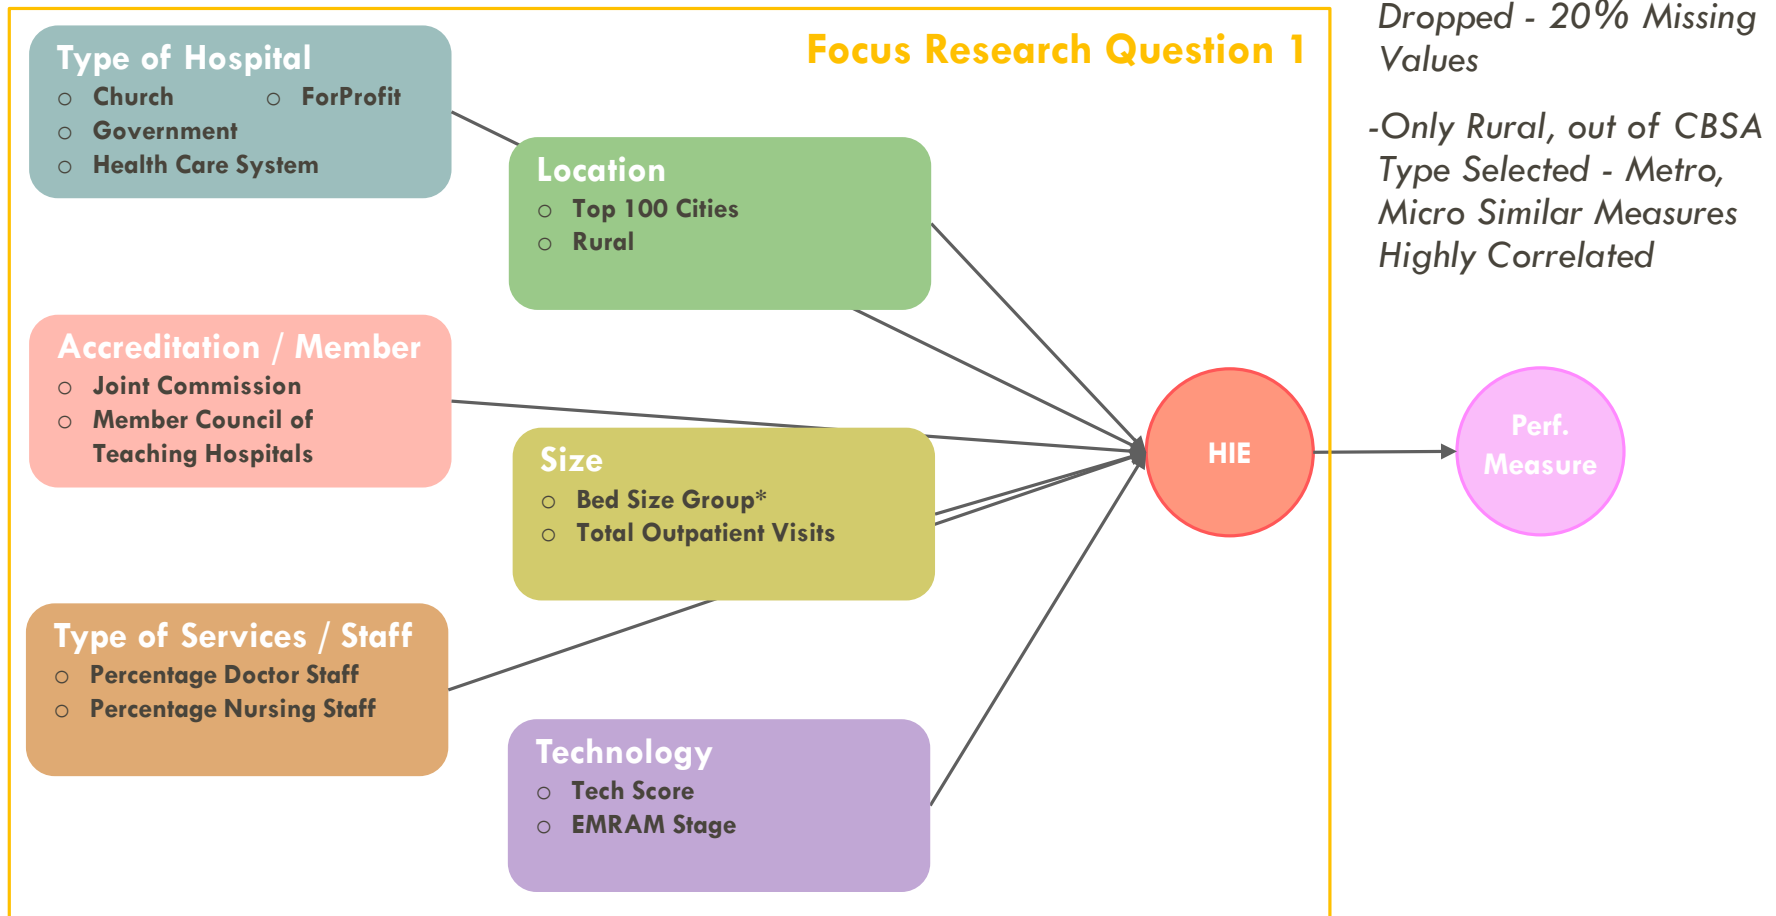 Focus Research Question 1
Type of Hospital
○ Church ○ ForProfit
○ Government
○ Health Care System
Location
○ Top 100 Cities
○ Rural
Accreditation / Member
○ Joint Commission
○ Member Council of
Teaching Hospitals
Size
○ Bed Size Group*
○ Total Outpatient Visits
Type of Services / Staff
○ Percentage Doctor Staff
○ Percentage Nursing Staff
Technology
○ Tech Score
○ EMRAM Stage
HIE
Perf.
Measure
Dropped - 20% Missing
Values
-Only Rural, out of CBSA
Type Selected - Metro,
Micro Similar Measures
Highly Correlated